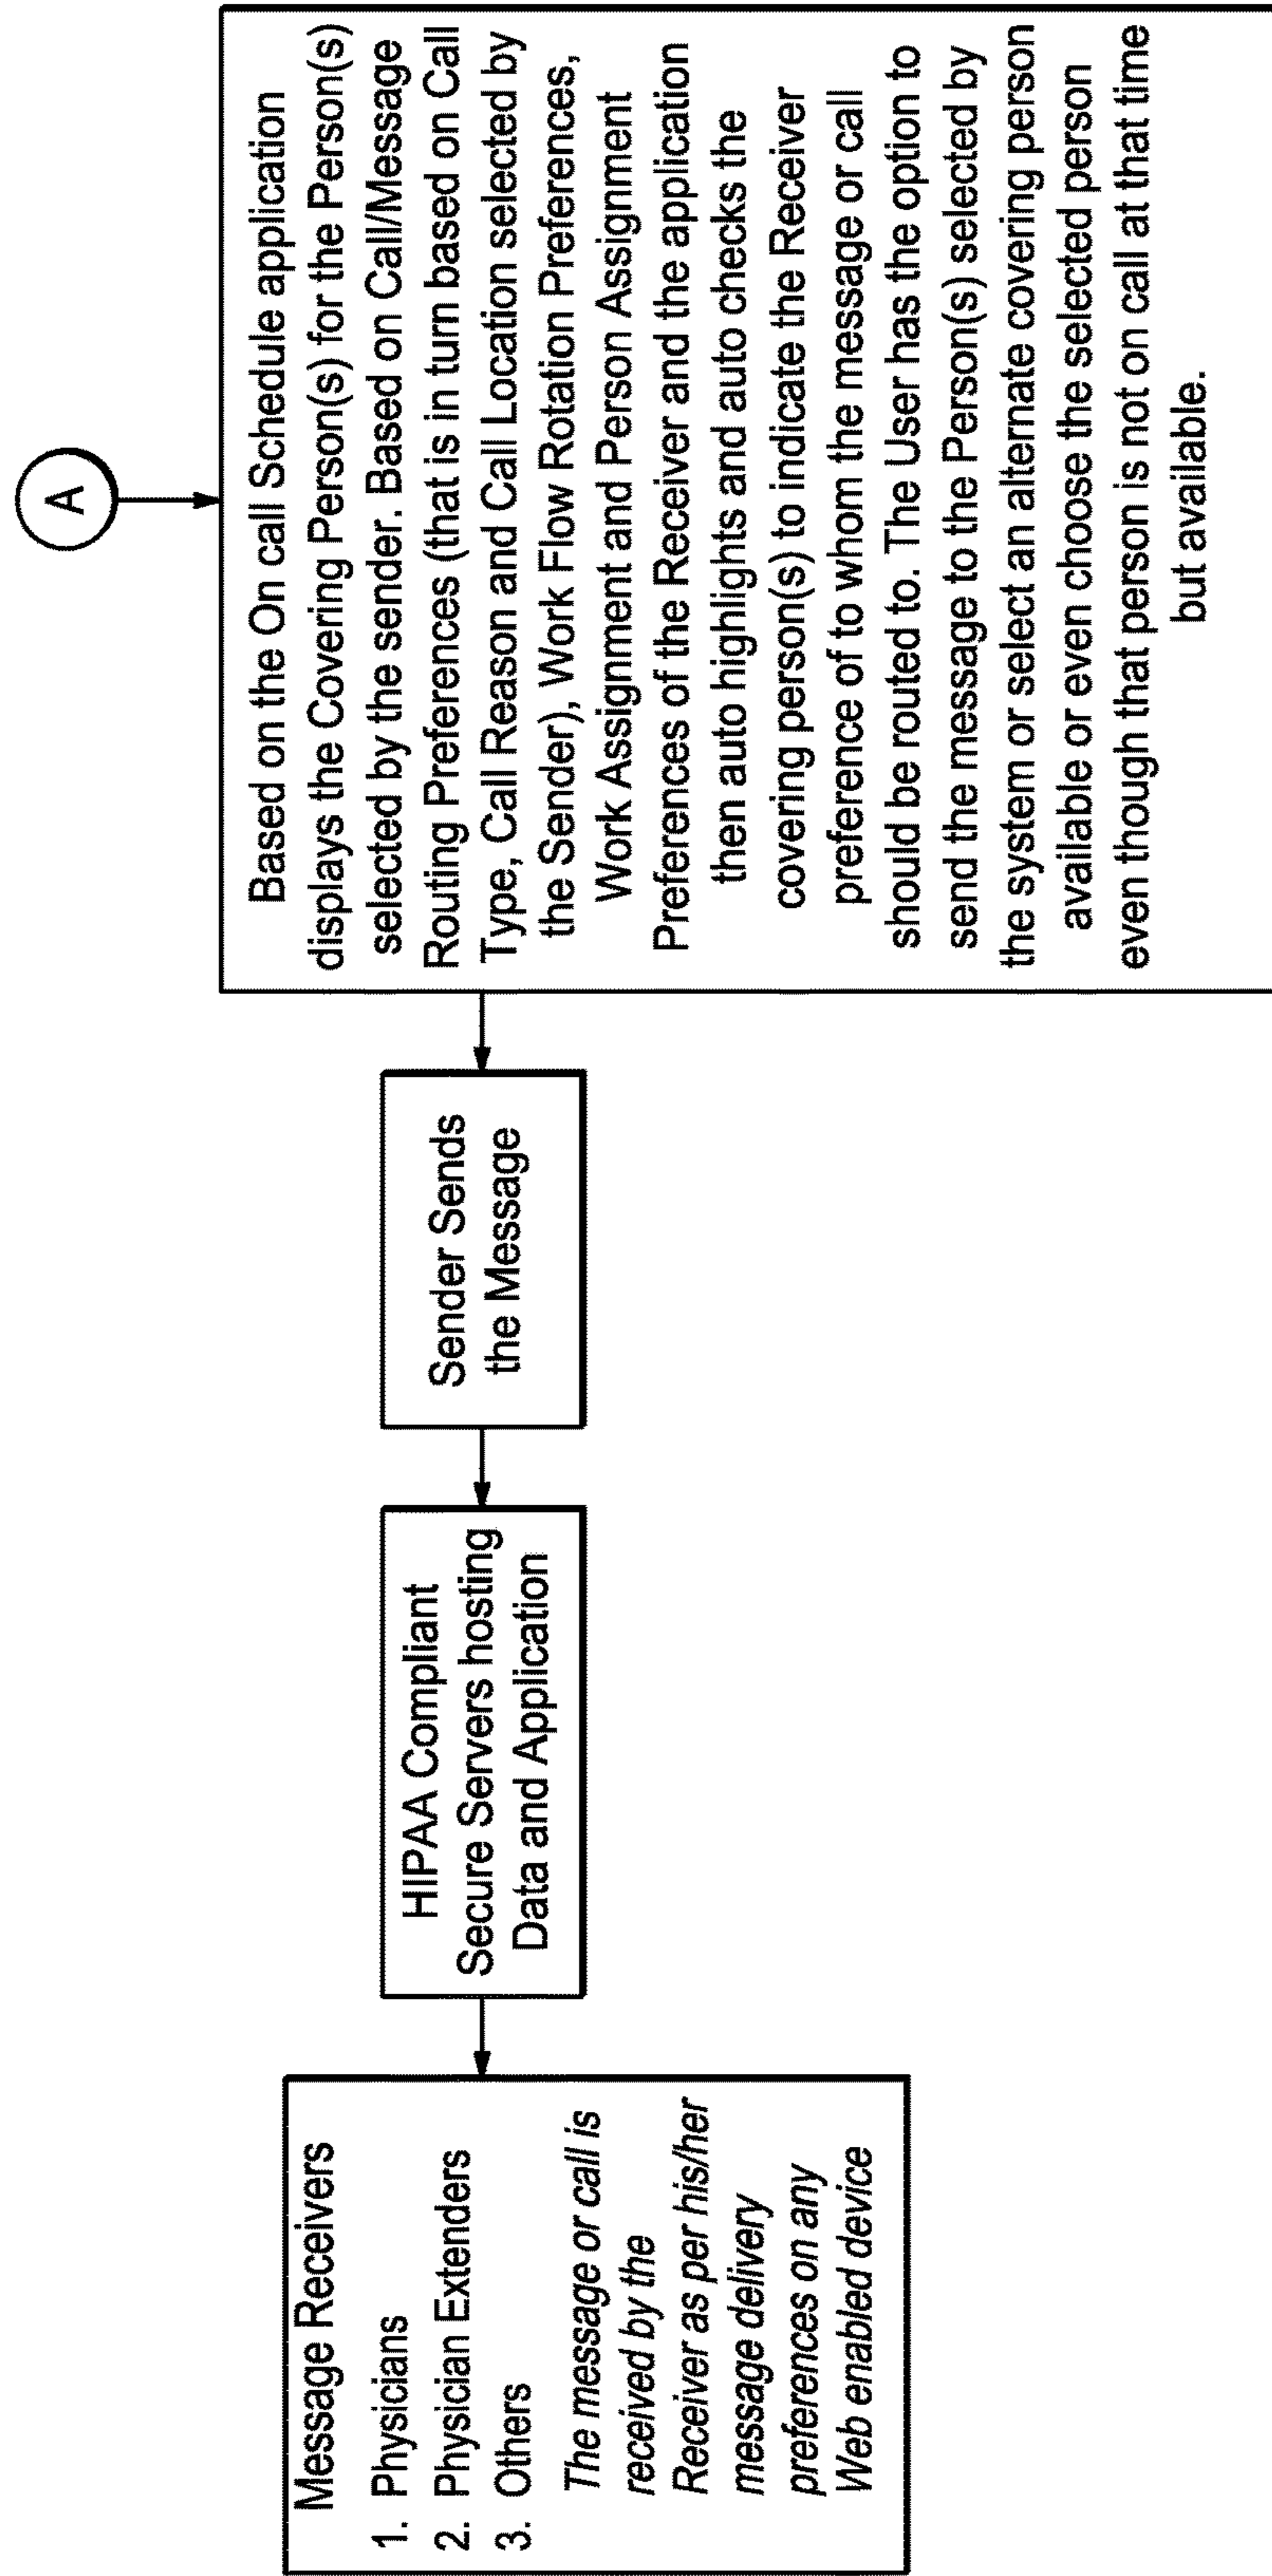 A
Based on the On call Schedule application
displays the Covering Person(s) for the Person(s)
selected by the sender. Based on Call/Message
Routing Preferences (that is in turn based on Call
Type, Call Reason and Call Location selected by
the Sender), Work Flow Rotation Preferences,
Work Assignment and Person Assignment
Preferences of the Receiver and the application
then auto highlights and auto checks the
covering person(s) to indicate the Receiver
preference of to whom the message or call
should be routed to. The User has the option to
send the message to the Person(s) selected by
the system or select an alternate covering person
available or even choose the selected person
even though that person is not on call at that time
but available.
Sender Sends
the Message
HIPAA Compliant
Secure Servers hosting
Data and Application
Message Receivers
1. Physicians
2. Physician Extenders
3. Others
The message or call is
received by the
Receiver as per his/her
message delivery
preferences on any
Web enabled device